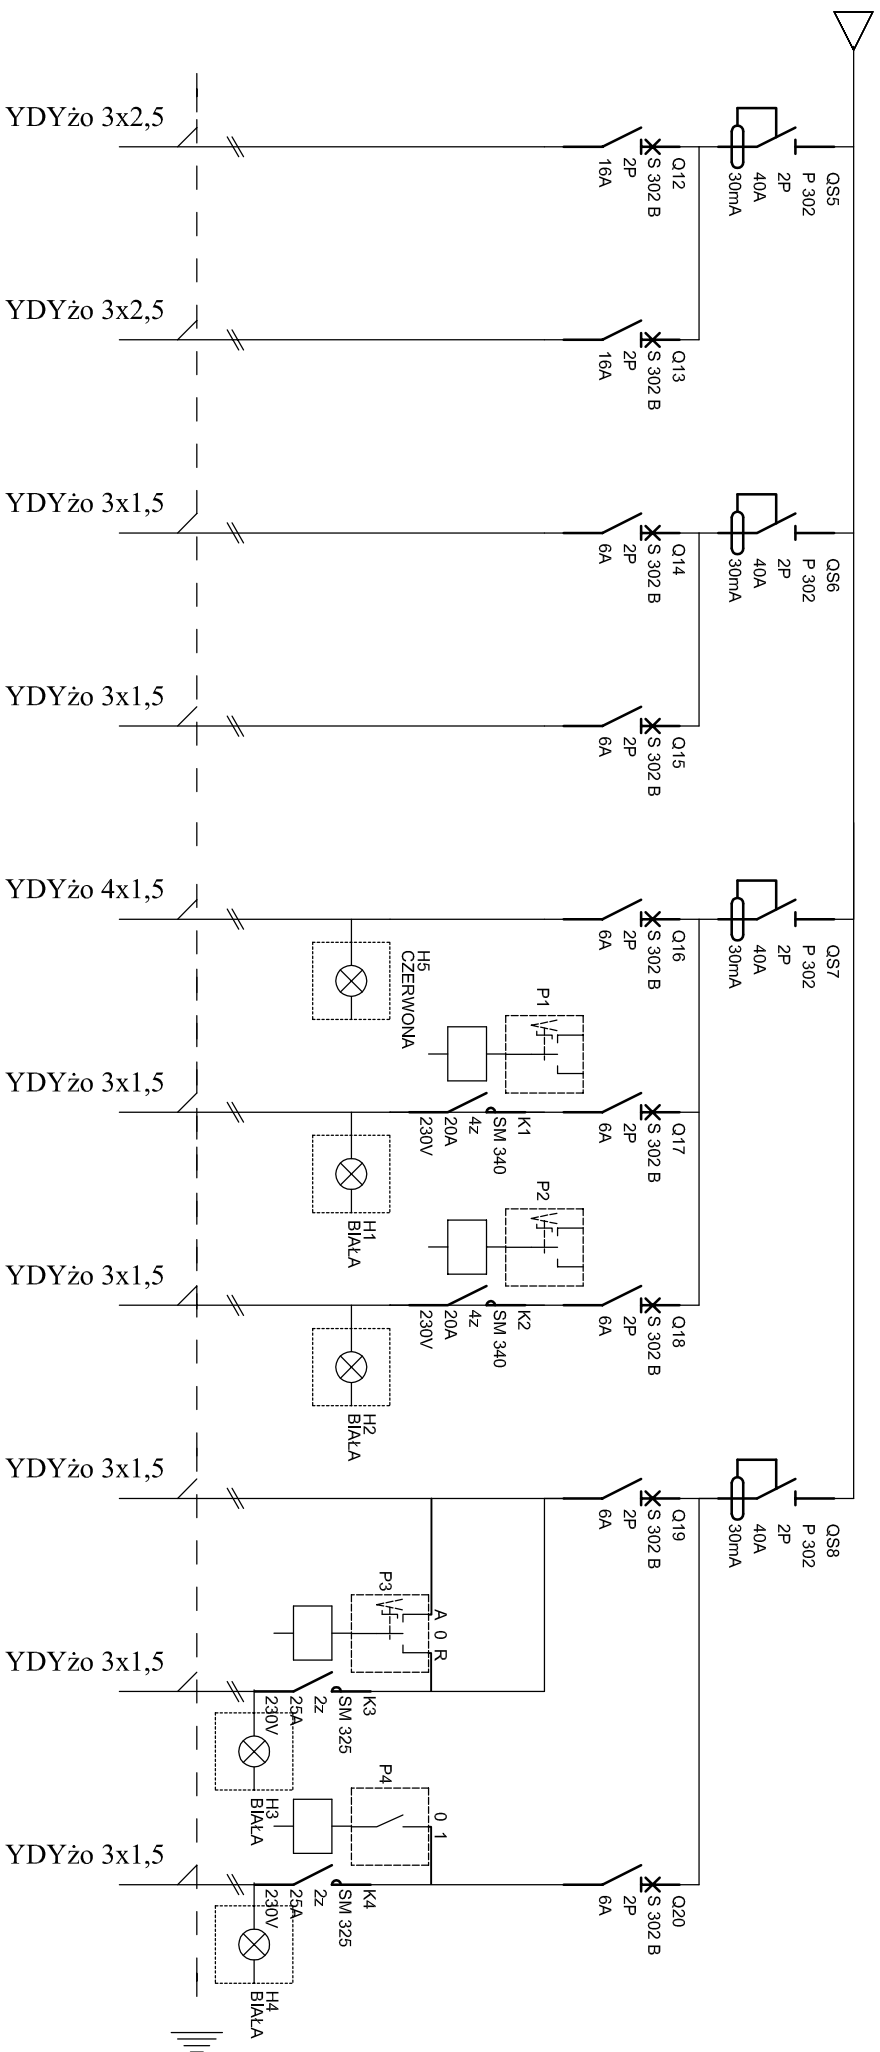 YDYżo 3x2,5
16A
2P
S 302 B
Q12
30mA
40A
2P
P 302
QS5
YDYżo 3x2,5
16A
2P
S 302 B
Q13
YDYżo 3x1,5
6A
2P
S 302 B
Q14
30mA
40A
2P
P 302
QS6
YDYżo 3x1,5
6A
2P
S 302 B
Q15
YDYżo 4x1,5
H5
CZERWONA
6A
2P
S 302 B
Q16
30mA
40A
2P
P 302
QS7
P1
YDYżo 3x1,5
H1
BIAŁA
230V
20A
4z
SM 340
K1
6A
2P
S 302 B
Q17
P2
YDYżo 3x1,5
H2
BIAŁA
230V
20A
4z
SM 340
K2
6A
2P
S 302 B
Q18
YDYżo 3x1,5
6A
2P
S 302 B
Q19
30mA
40A
2P
P 302
QS8
P3
A 0 R
YDYżo 3x1,5
230V
25A
2z
SM 325
K3
H3
BIAŁA
P4
0 1
YDYżo 3x1,5
230V
25A
2z
SM 325
K4
H4
BIAŁA
6A
2P
S 302 B
Q20